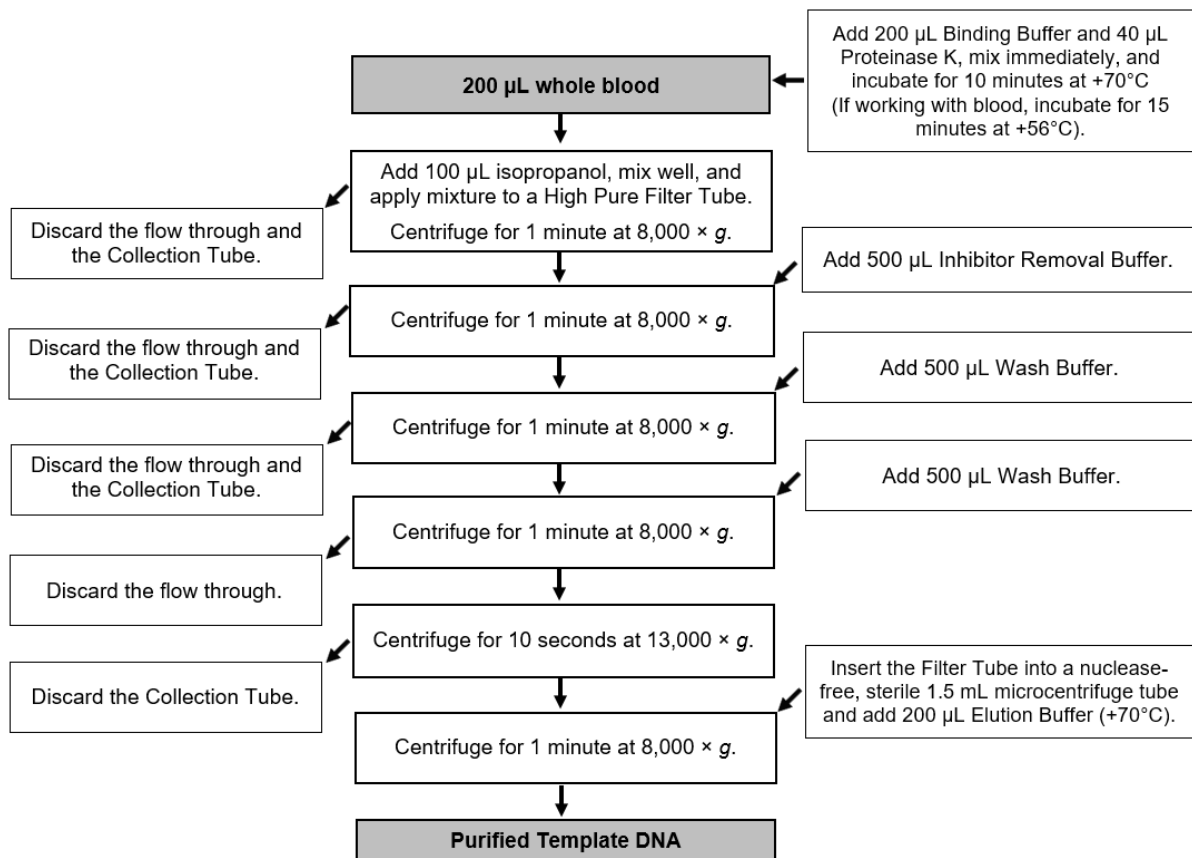 Add 200 µL Binding Buffer and 40 µL
Proteinase K, mix immediately, and
incubate for 10 minutes at +70°C
(If working with blood, incubate for 15
minutes at +56°C).
200 µL whole blood
Add 100 µL isopropanol, mix well, and
apply mixture to a High Pure Filter Tube.
Centrifuge for 1 minute at 8,000 × g.
Discard the flow through and
the Collection Tube.
Add 500 µL Inhibitor Removal Buffer.
Centrifuge for 1 minute at 8,000 × g.
Discard the flow through and
the Collection Tube.
Add 500 µL Wash Buffer.
Centrifuge for 1 minute at 8,000 × g.
Discard the flow through and
the Collection Tube.
Add 500 µL Wash Buffer.
Centrifuge for 1 minute at 8,000 × g.
Discard the flow through.
Centrifuge for 10 seconds at 13,000 × g.
Discard the Collection Tube.
Insert the Filter Tube into a nuclease-
free, sterile 1.5 mL microcentrifuge tube
and add 200 µL Elution Buffer (+70°C).
Centrifuge for 1 minute at 8,000 × g.
Purified Template DNA